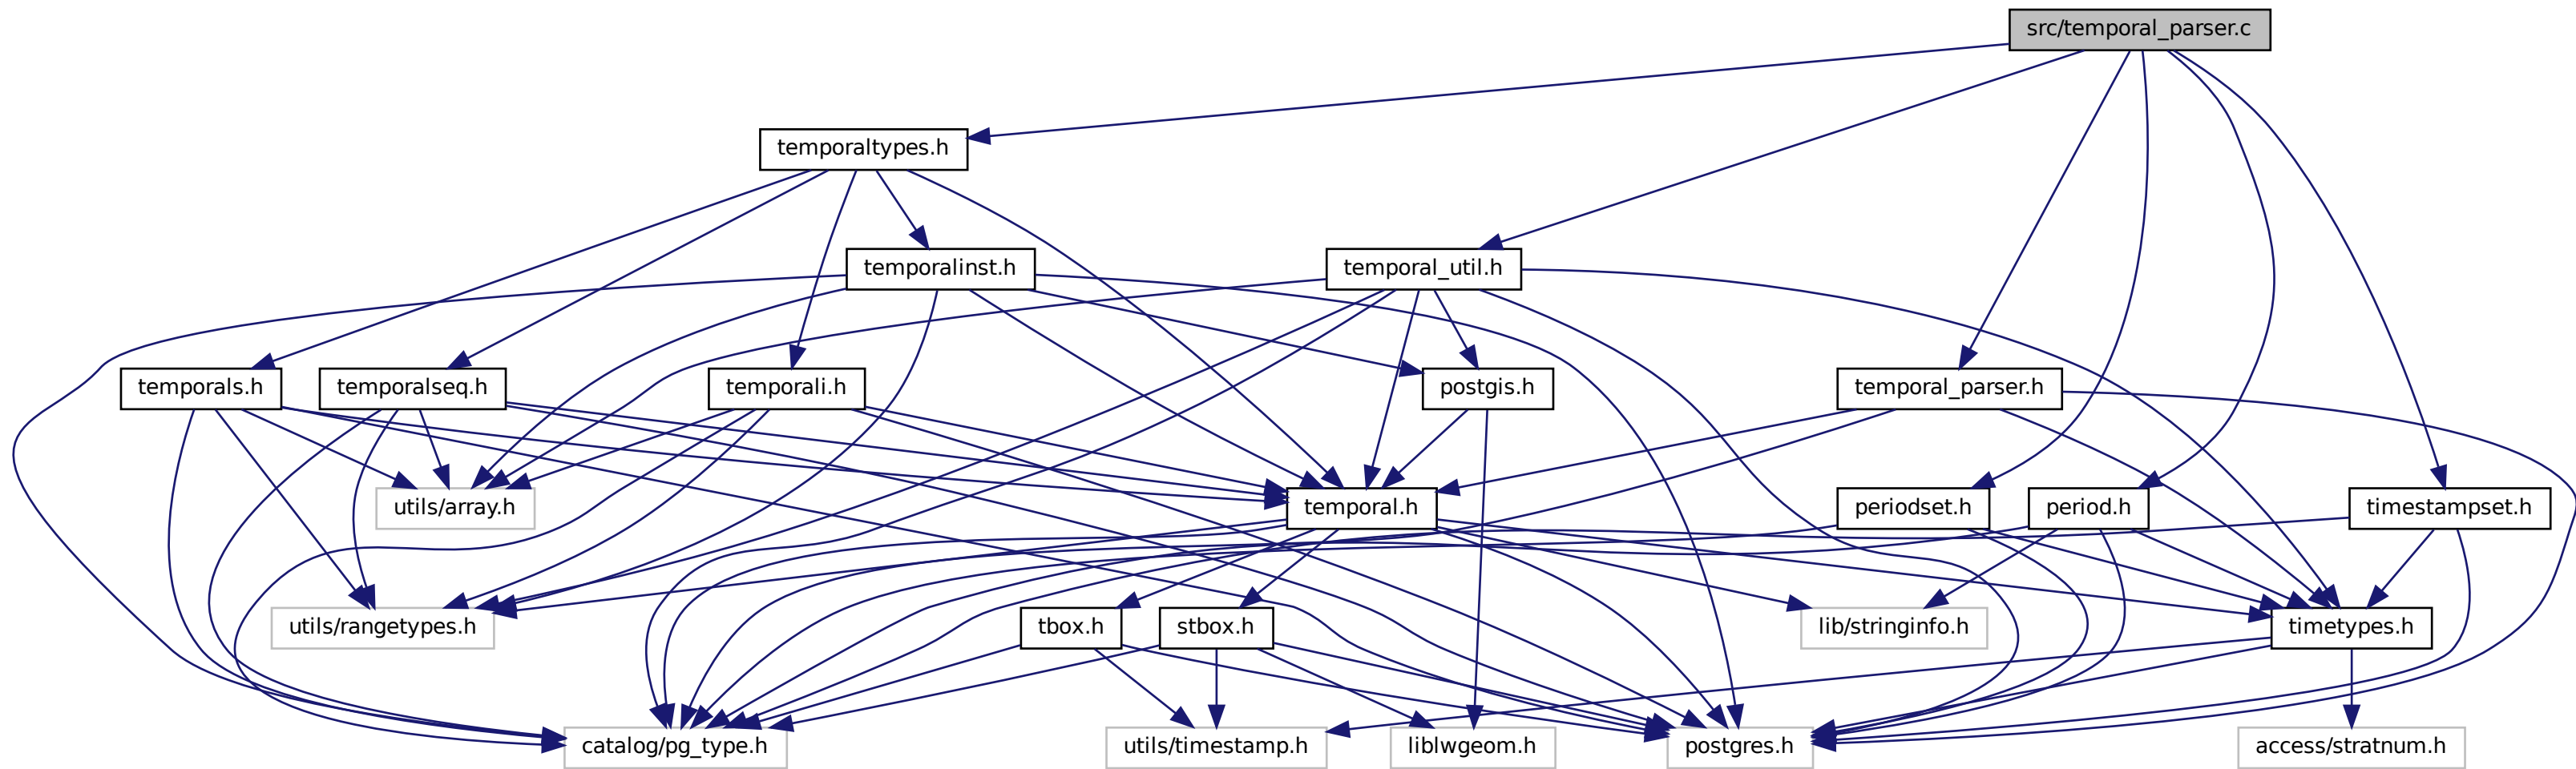 src/temporal_parser.c
temporaltypes.h
temporalinst.h
temporal_util.h
temporals.h
temporalseq.h
temporali.h
postgis.h
temporal_parser.h
utils/array.h
temporal.h
periodset.h
period.h
timestampset.h
utils/rangetypes.h
tbox.h
stbox.h
lib/stringinfo.h
timetypes.h
catalog/pg_type.h
utils/timestamp.h
liblwgeom.h
postgres.h
access/stratnum.h